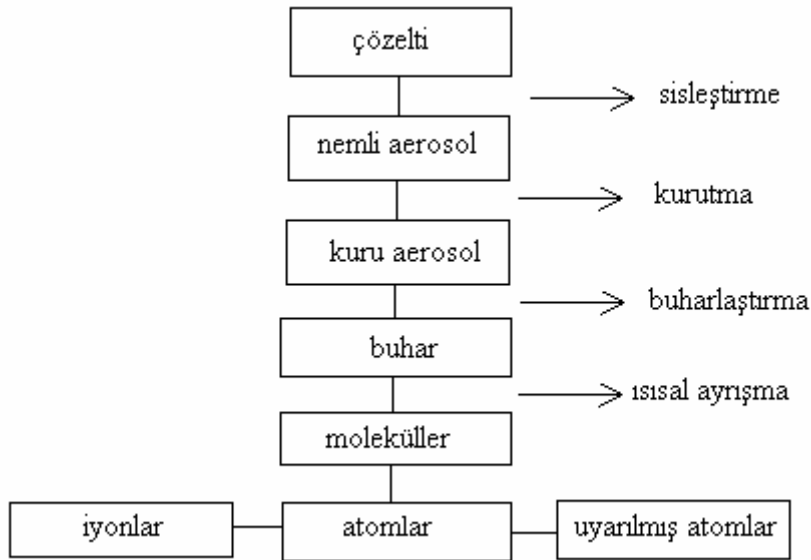 çözelti
sisleştirme
nemli aerosol
kurutma
kuru aerosol
buharlaştırma
buhar
ısısal ayrışma
moleküller
iyonlar
atomlar
uyarılmış atomlar